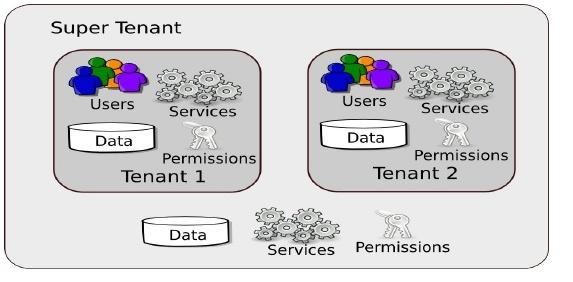 Super Tenant
Users
Services
Data
Permissions
Tenant 1
Users
Services
Data
Permissions
Tenant 2
Data
Services
Permissions